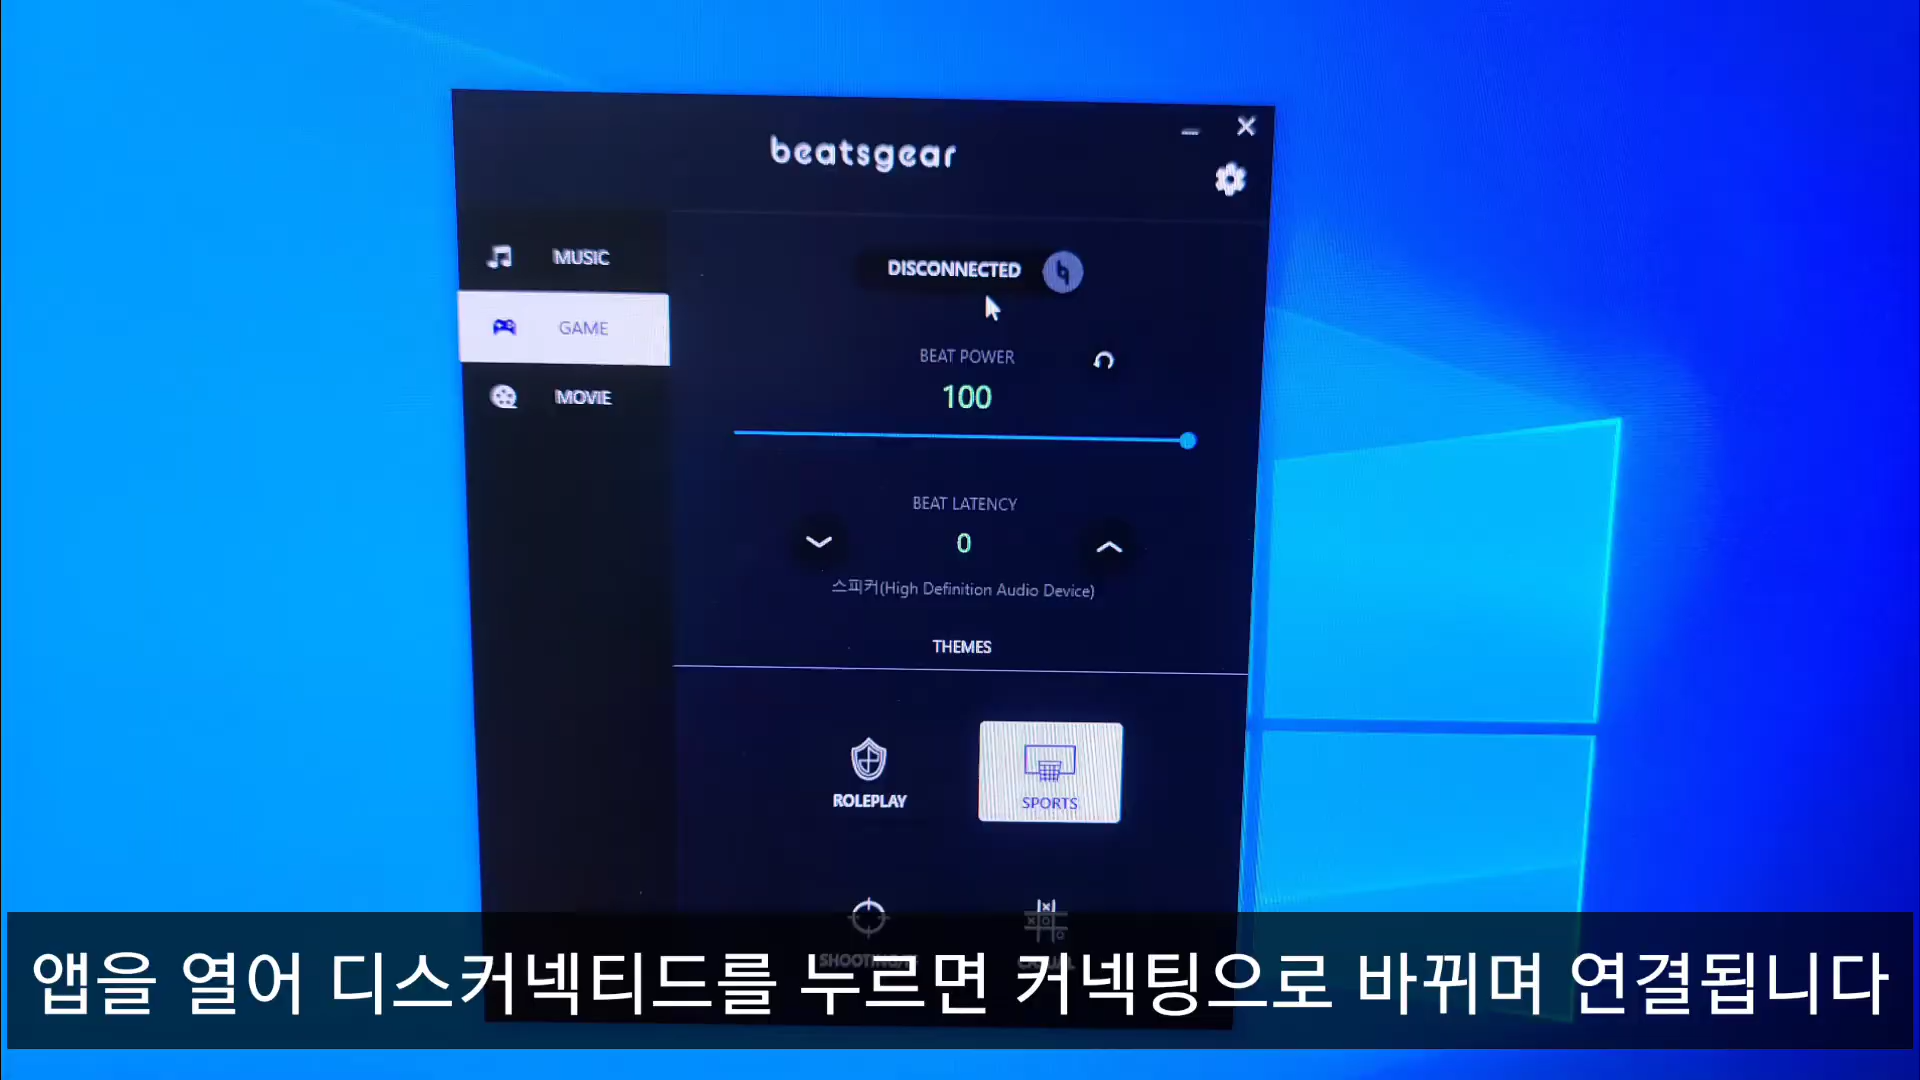 beatsgear
MUSIC
GAME
MOVIE
DISCONNECTED
BEAT POWER
100
BEAT LATENCY
0
스피커(High Definition Audio Device)
THEMES
ROLEPLAY
SPORTS
앱을 열어 디스커넥티드를 누르면 커넥팅으로 바뀌며 연결됩니다